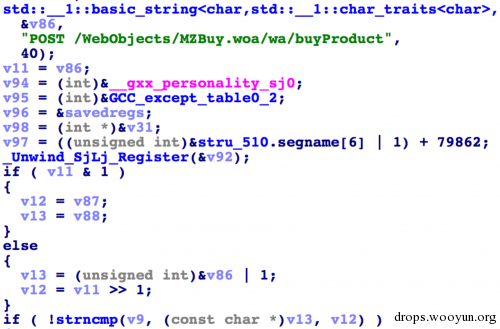 std::__1::basic_string<char,std::__1::char_traits<char>,
&v86,
"POST /WebObjects/MZBuy.woa/wa/buyProduct",
40);
v11 = v86;
v94 = (int)&__gxx_personality_sj0;
v95 = (int)&GCC_except_table0_2;
v96 = &savedregs;
v98 = (int *)&v31;
v97 = ((unsigned int)&stru_510.segname[6] | 1) + 79862;
_Unwind_SjLj_Register(&v92);
if ( v11 & 1 )
{
v12 = v87;
v13 = v88;
}
else
{
v13 = (unsigned int)&v86 | 1;
v12 = v11 >> 1;
}
if ( !strncmp(v9, (const char *)v13, v12) )
drops.wooyun.org